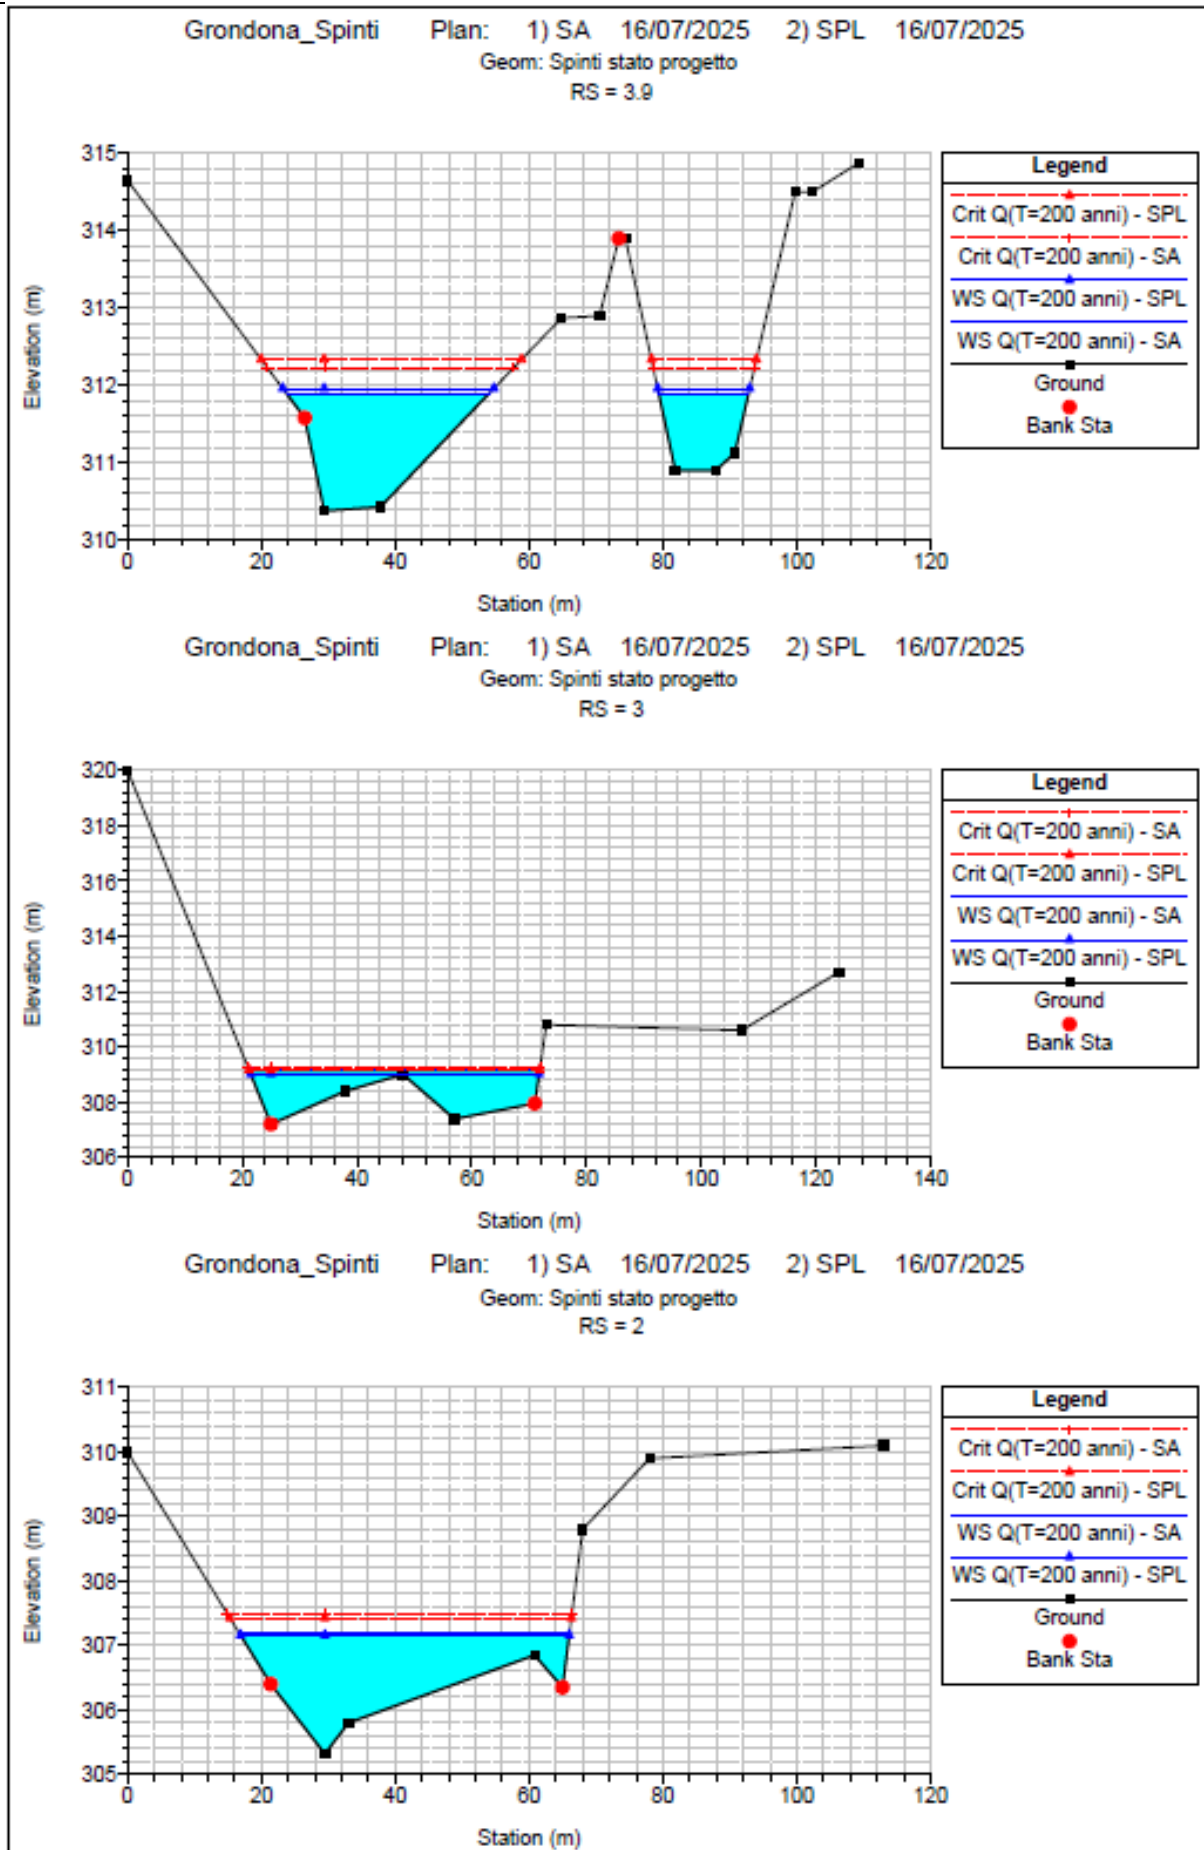 Grondona_Spinti Plan: 1) SA 16/07/2025 2) SPL 16/07/2025
Geom: Spinti stato progetto
RS = 3.9
315
314
313
312
311
310
0 20 40 60 80 100 120
Elevation (m)
Station (m)
Legend
Crit Q(T=200 anni) - SPL
Crit Q(T=200 anni) - SA
WS Q(T=200 anni) - SPL
WS Q(T=200 anni) - SA
Ground
Bank Sta
Grondona_Spinti Plan: 1) SA 16/07/2025 2) SPL 16/07/2025
Geom: Spinti stato progetto
RS = 3
320
318
316
314
312
310
308
306
0 20 40 60 80 100 120 140
Elevation (m)
Station (m)
Legend
Crit Q(T=200 anni) - SA
Crit Q(T=200 anni) - SPL
WS Q(T=200 anni) - SA
WS Q(T=200 anni) - SPL
Ground
Bank Sta
Grondona_Spinti Plan: 1) SA 16/07/2025 2) SPL 16/07/2025
Geom: Spinti stato progetto
RS = 2
311
310
309
308
307
306
305
0 20 40 60 80 100 120
Elevation (m)
Station (m)
Legend
Crit Q(T=200 anni) - SA
Crit Q(T=200 anni) - SPL
WS Q(T=200 anni) - SA
WS Q(T=200 anni) - SPL
Ground
Bank Sta